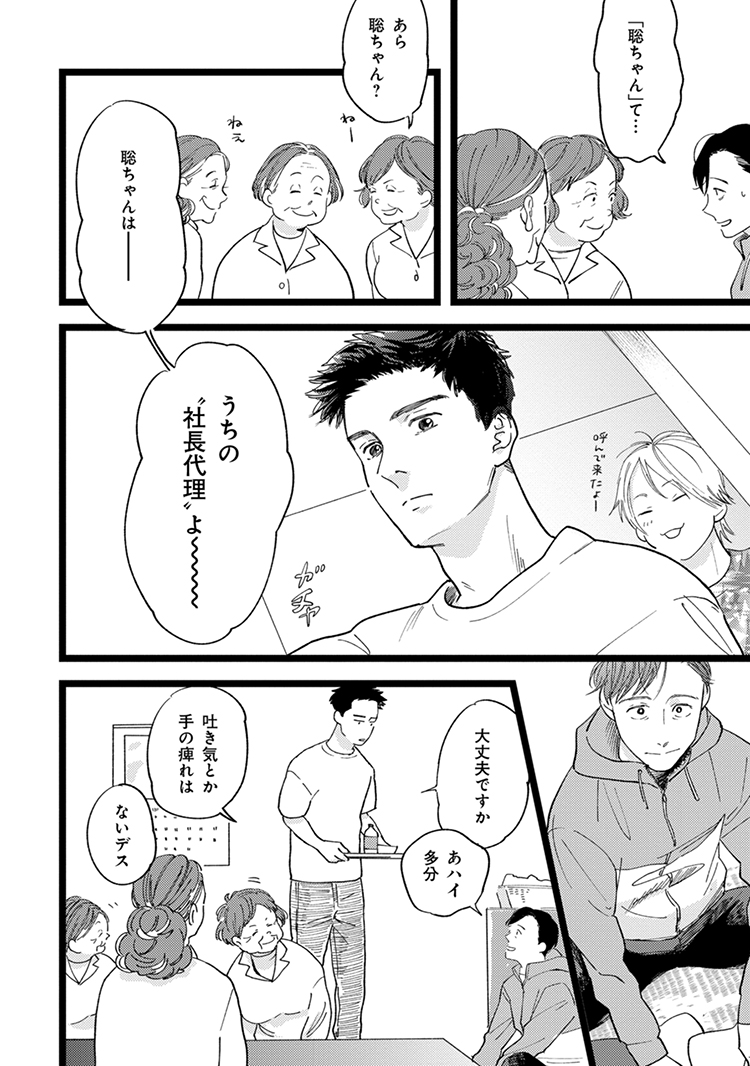 「聡ちゃん」て…
あら
聡ちゃん？
ねー
ねえ
聡ちゃんは――
うちの
〝社長代理〟よ〜〜〜
呼んで来たよー
ガチャ
大丈夫ですか
あハイ
多分
吐き気とか
手の痺れは
ないデス